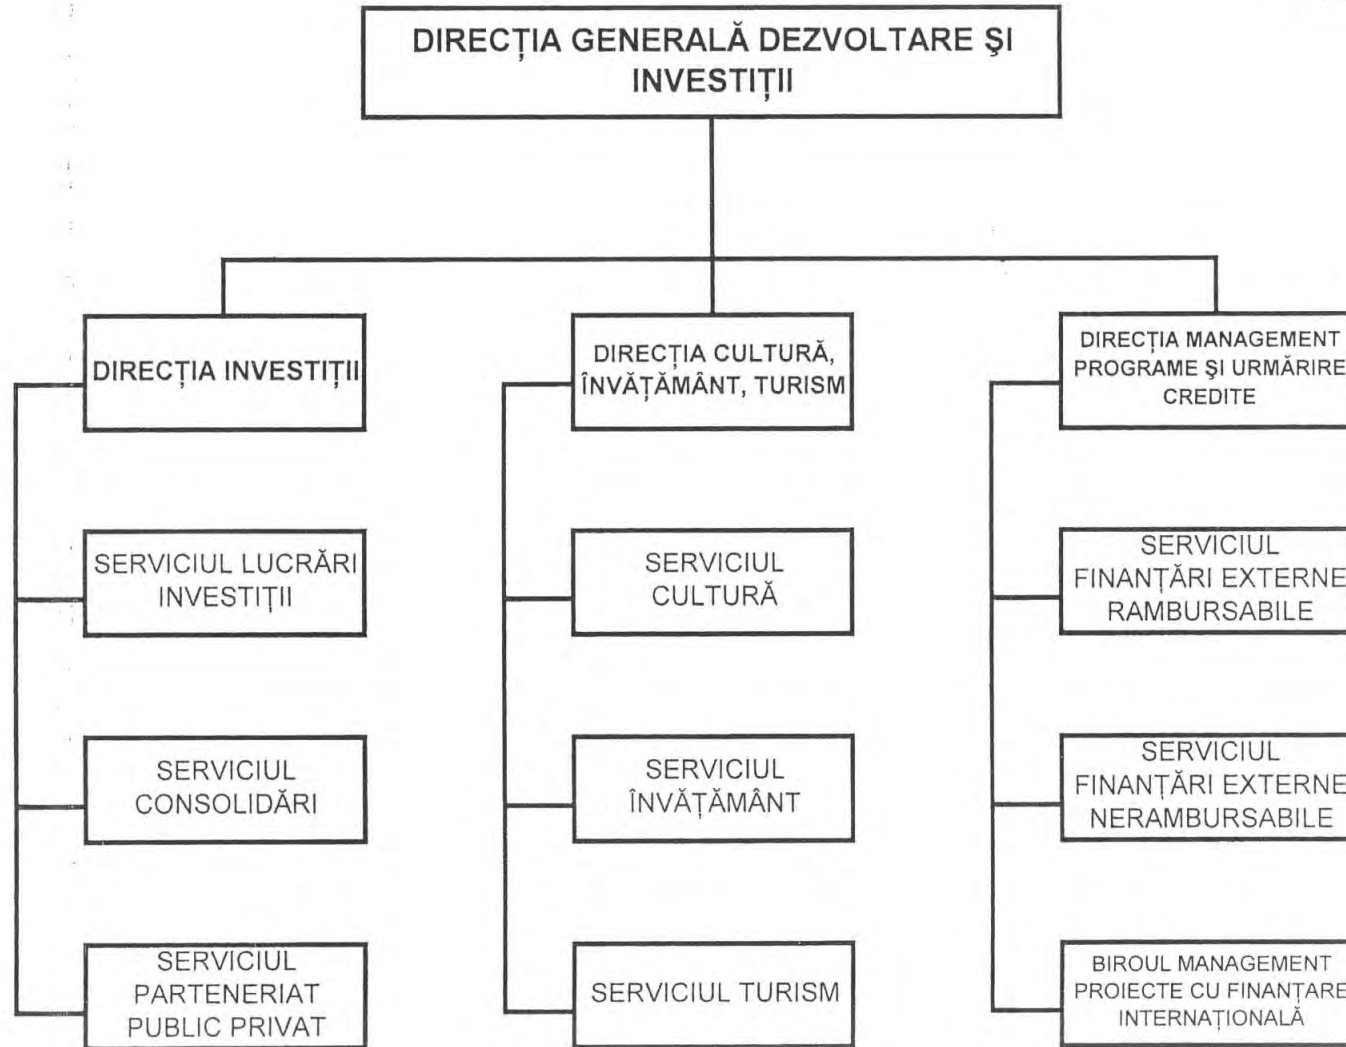 DIRECȚIA GENERALĂ DEZVOLTARE ŞI
INVESTIȚII
DIRECȚIA INVESTIȚII
DIRECȚIA CULTURĂ,
ÎNVĂȚĂMÂNT, TURISM
DIRECȚIA MANAGEMENT
PROGRAME ŞI URMĂRIRE
CREDITE
SERVICIUL LUCRĂRI
INVESTIȚII
SERVICIUL
CULTURĂ
SERVICIUL
FINANȚĂRI EXTERNE
RAMBURSABILE
SERVICIUL
CONSOLIDĂRI
SERVICIUL
ÎNVĂȚĂMÂNT
SERVICIUL
FINANȚĂRI EXTERNE
NERAMBURSABILE
SERVICIUL
PARTENERIAT
PUBLIC PRIVAT
SERVICIUL TURISM
BIROUL MANAGEMENT
PROIECTE CU FINANȚARE
INTERNAȚIONALĂ